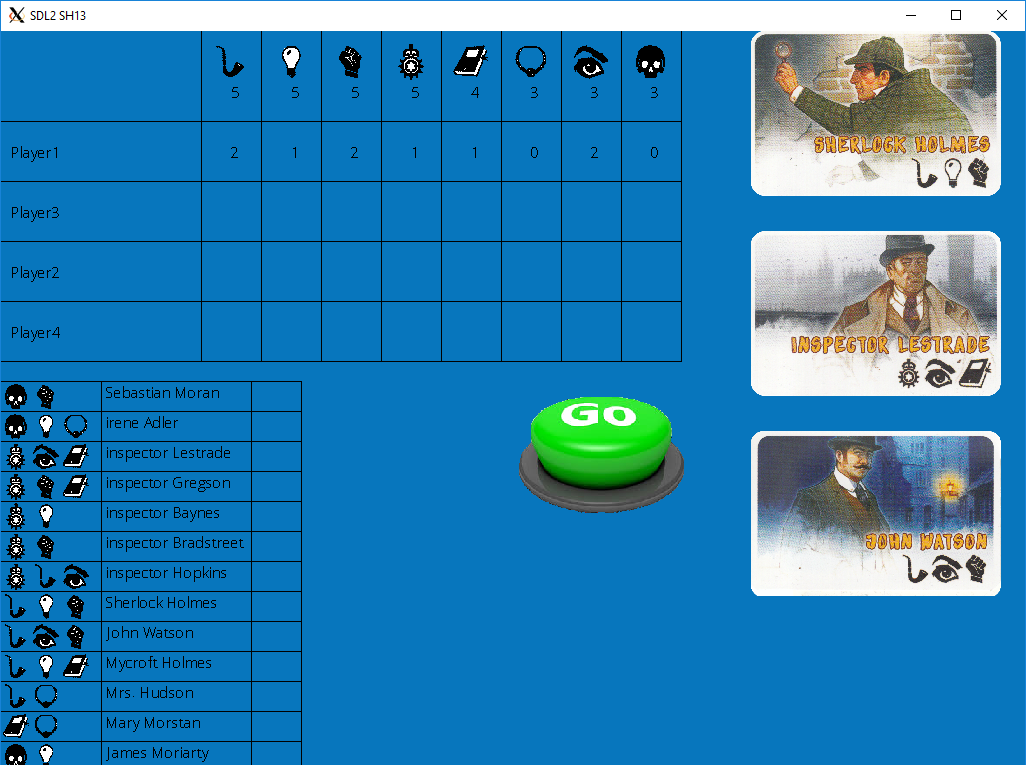 SDL2 SH13
5 5 5 5 4 3 3 3
Player1 2 1 2 1 1 0 2 0
Player3
Player2
Player4
SHERLOCK HOLMES
INSPECTOR LESTRADE
JOHN WATSON
GO
Sebastian Moran
irene Adler
inspector Lestrade
inspector Gregson
inspector Baynes
inspector Bradstreet
inspector Hopkins
Sherlock Holmes
John Watson
Mycroft Holmes
Mrs. Hudson
Mary Morstan
James Moriarty